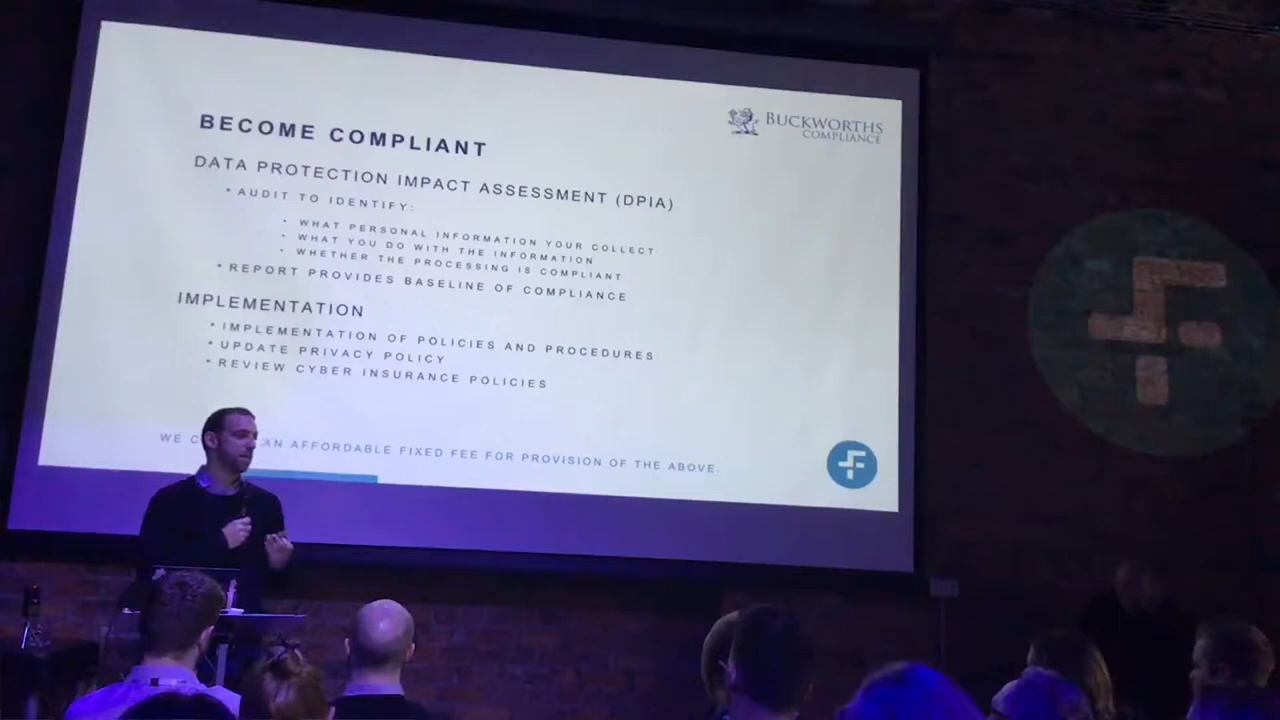 BECOME COMPLIANT
BUCKWORTHS
COMPLIANCE
DATA PROTECTION IMPACT ASSESSMENT (DPIA)
• AUDIT TO IDENTIFY:
• WHAT PERSONAL INFORMATION YOUR COLLECT
• WHAT YOU DO WITH THE INFORMATION
• WHETHER THE PROCESSING IS COMPLIANT
• REPORT PROVIDES BASELINE OF COMPLIANCE
IMPLEMENTATION
• IMPLEMENTATION OF POLICIES AND PROCEDURES
• UPDATE PRIVACY POLICY
• REVIEW CYBER INSURANCE POLICIES
WE AN AFFORDABLE FIXED FEE FOR PROVISION OF THE ABOVE.